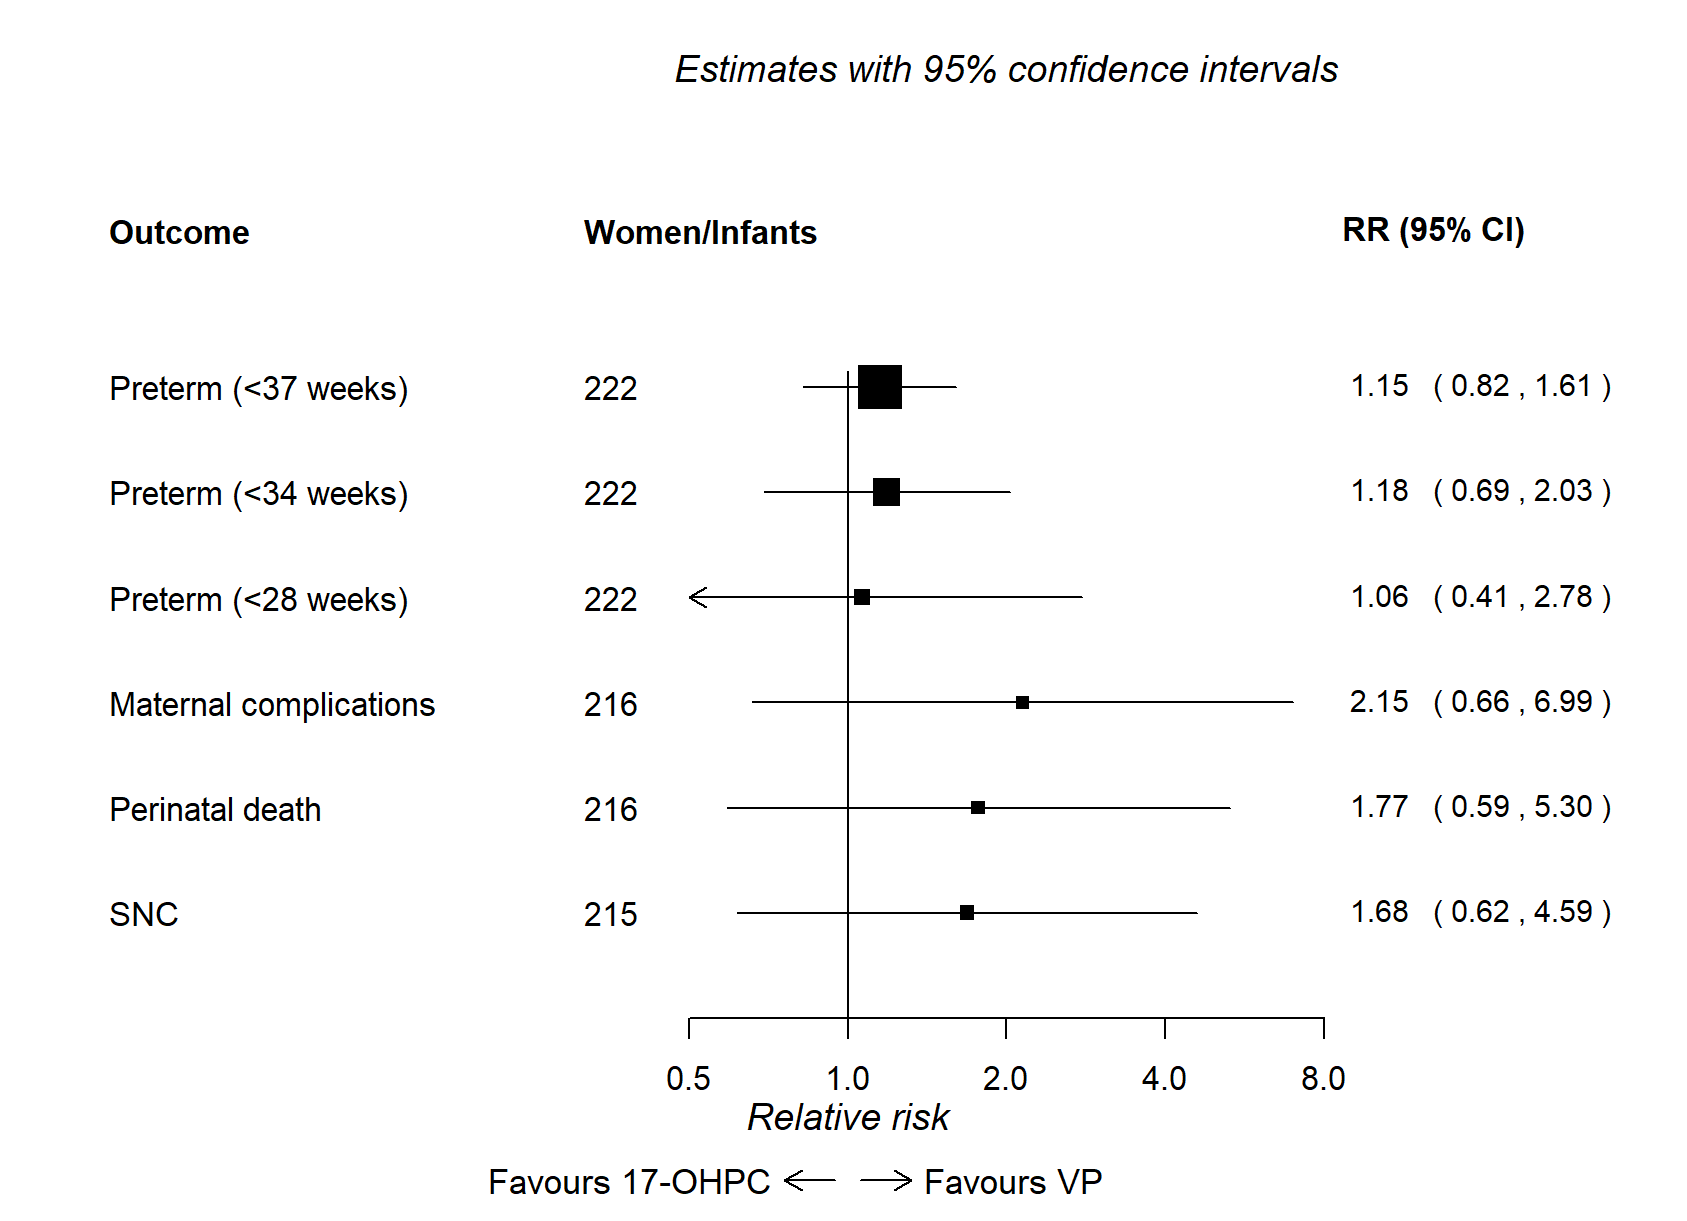 Estimates with 95% confidence intervals
Outcome Women/Infants RR (95% CI)
Preterm (<37 weeks) 222 1.15 ( 0.82 , 1.61 )
Preterm (<34 weeks) 222 1.18 ( 0.69 , 2.03 )
Preterm (<28 weeks) 222 1.06 ( 0.41 , 2.78 )
Maternal complications 216 2.15 ( 0.66 , 6.99 )
Perinatal death 216 1.77 ( 0.59 , 5.30 )
SNC 215 1.68 ( 0.62 , 4.59 )
0.5 1.0 2.0 4.0 8.0
Relative risk
Favours 17-OHPC Favours VP